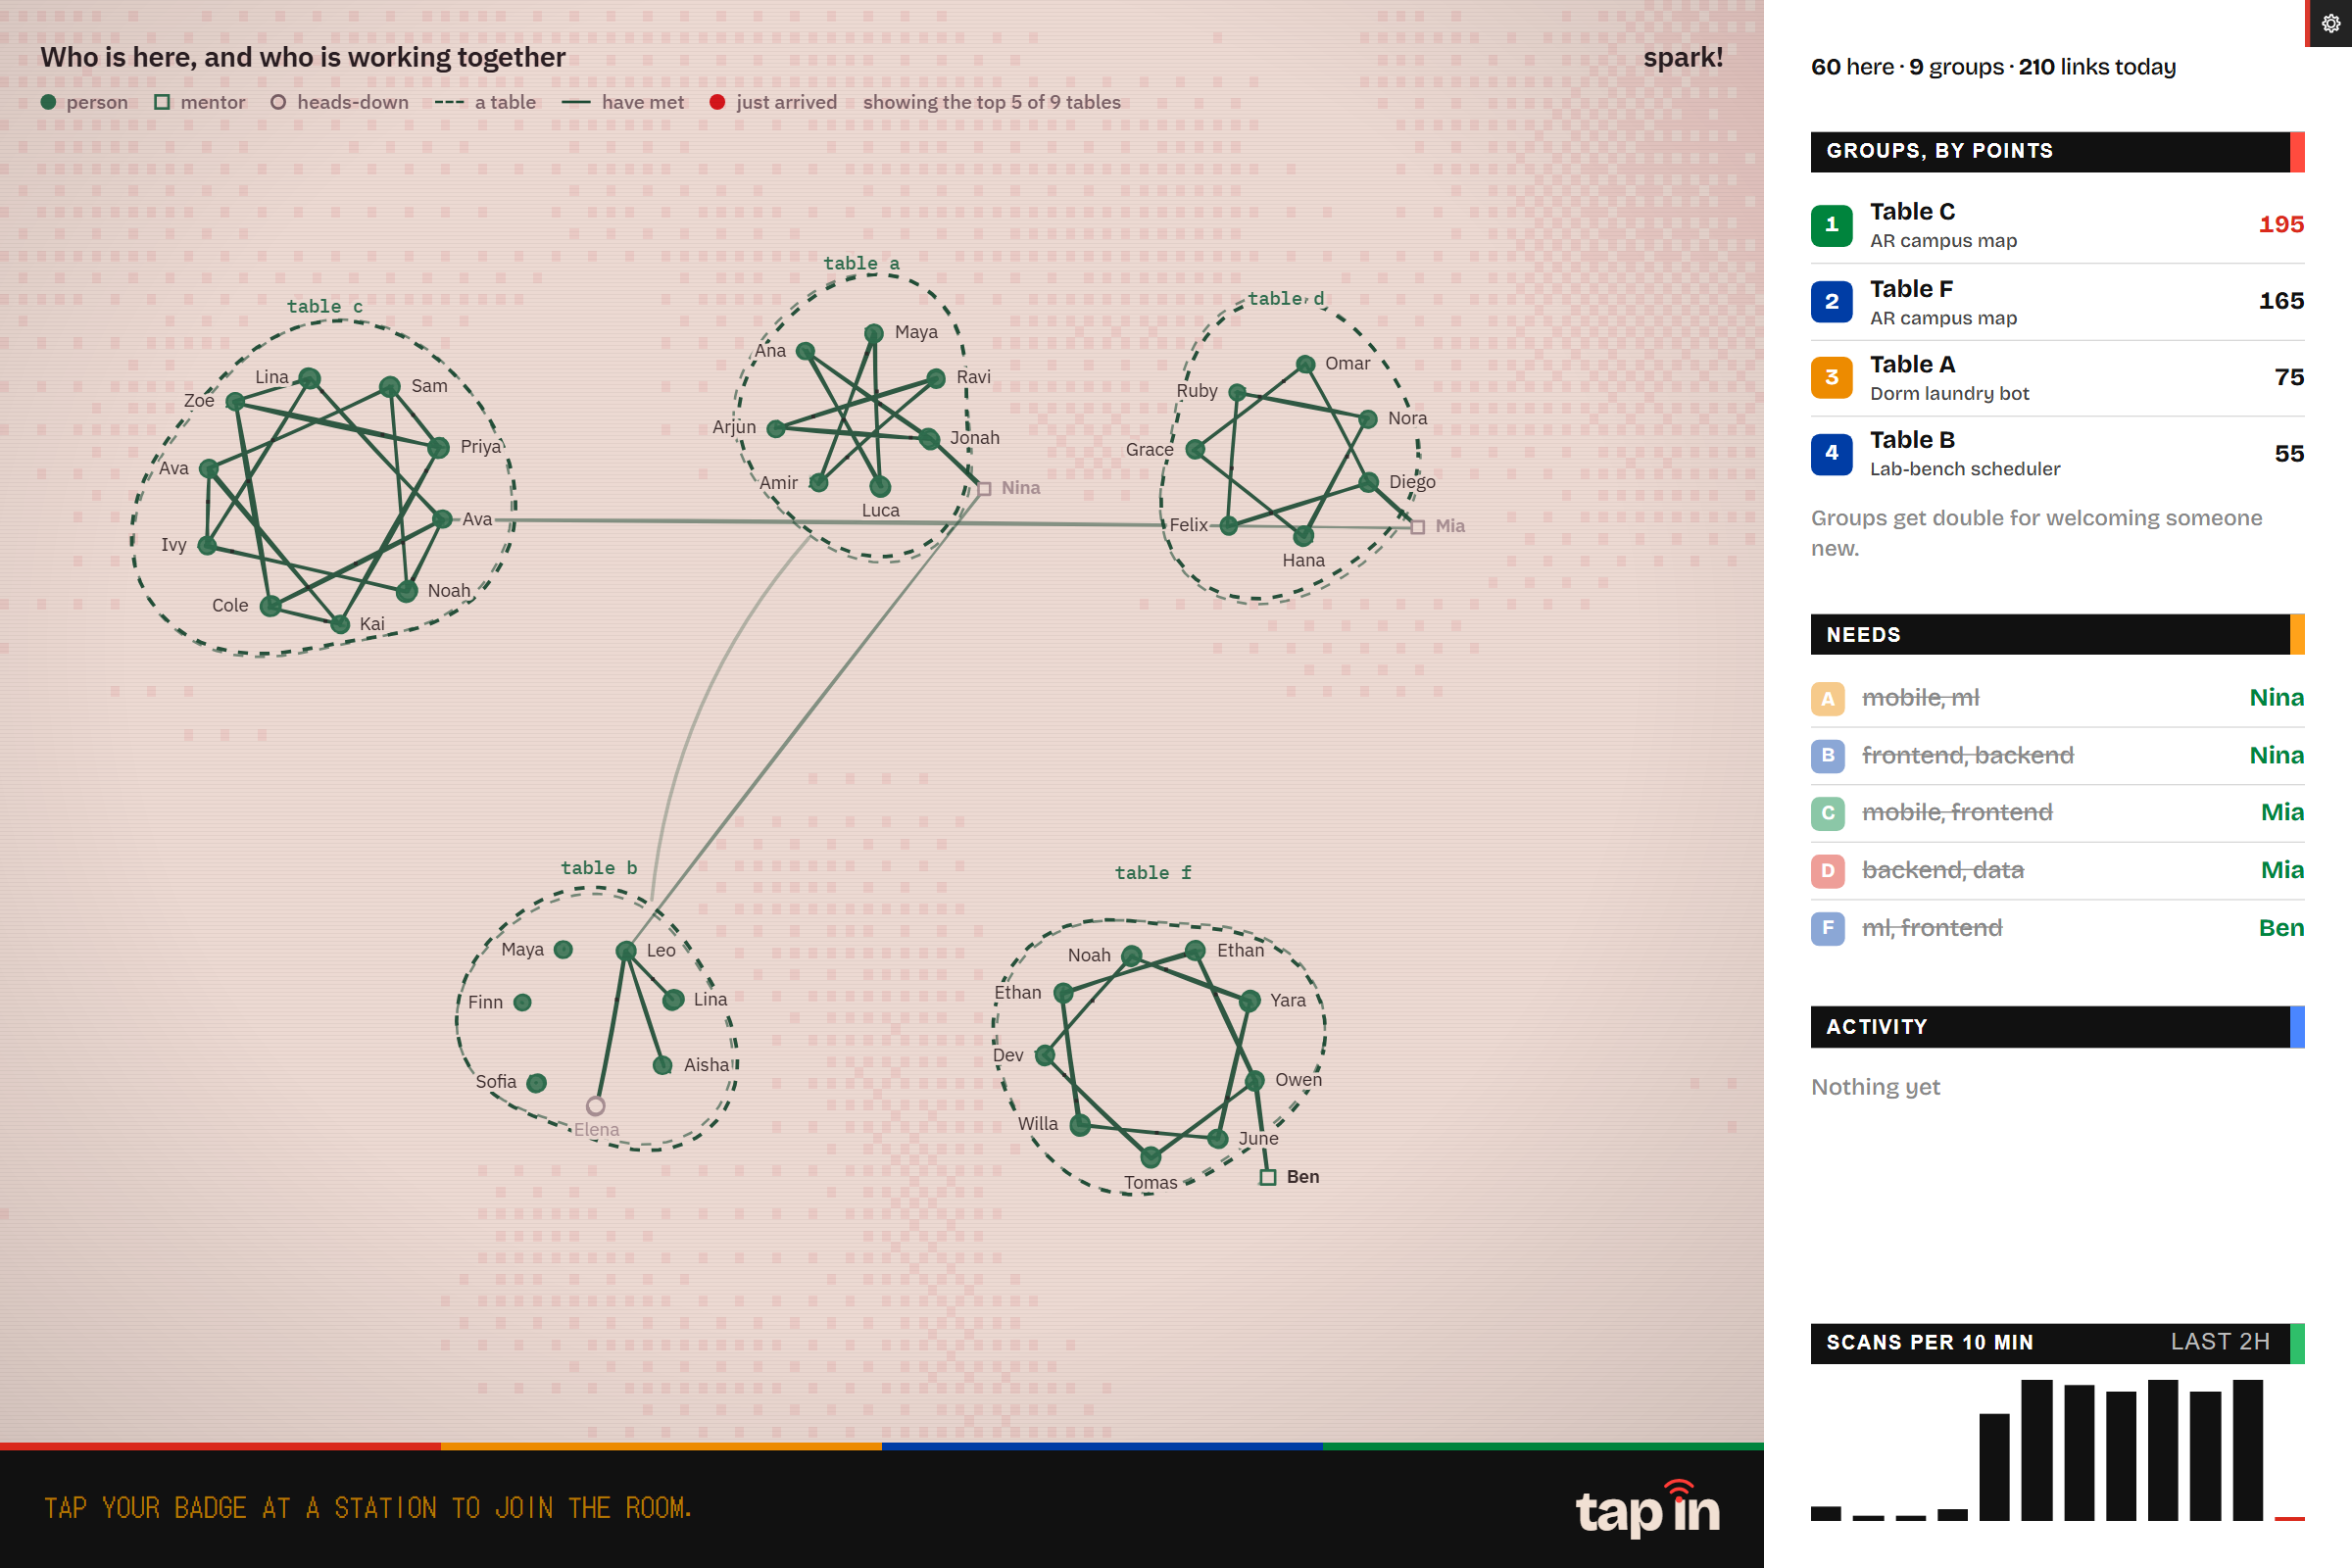 Who is here, and who is working together
spark!
person mentor heads-down a table have met just arrived showing the top 5 of 9 tables
table c
Lina
Sam
Zoe
Priya
Ava
Ava
Ivy
Noah
Cole
Kai
table a
Maya
Ana
Ravi
Arjun
Jonah
Amir
Nina
Luca
table d
Omar
Ruby
Nora
Grace
Diego
Felix
Mia
Hana
table b
Maya
Leo
Finn
Lina
Aisha
Sofia
Elena
table f
Noah
Ethan
Ethan
Yara
Dev
Owen
Willa
June
Tomas
Ben
TAP YOUR BADGE AT A STATION TO JOIN THE ROOM.
tap in
60 here · 9 groups · 210 links today
GROUPS, BY POINTS
1 Table C 195
AR campus map
2 Table F 165
AR campus map
3 Table A 75
Dorm laundry bot
4 Table B 55
Lab-bench scheduler
Groups get double for welcoming someone
new.
NEEDS
A mobile, ml Nina
B frontend, backend Nina
C mobile, frontend Mia
D backend, data Mia
F ml, frontend Ben
ACTIVITY
Nothing yet
SCANS PER 10 MIN LAST 2H